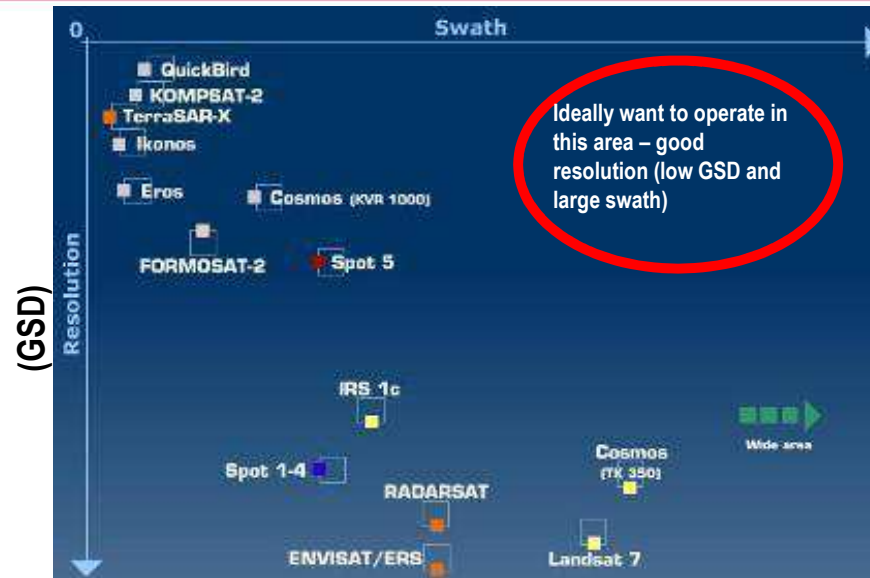 0
Swath
QuickBird
KOMPSAT-2
TerraSAR-X
Ikonos
Eros
Cosmos (KVR 1000)
FORMOSAT-2
Spot 5
Ideally want to operate in
this area – good
resolution (low GSD and
large swath)
Resolution
(GSD)
IRS 1c
Wide area
Spot 1-4
Cosmos
(TK 350)
RADARSAT
ENVISAT/ERS
Landsat 7